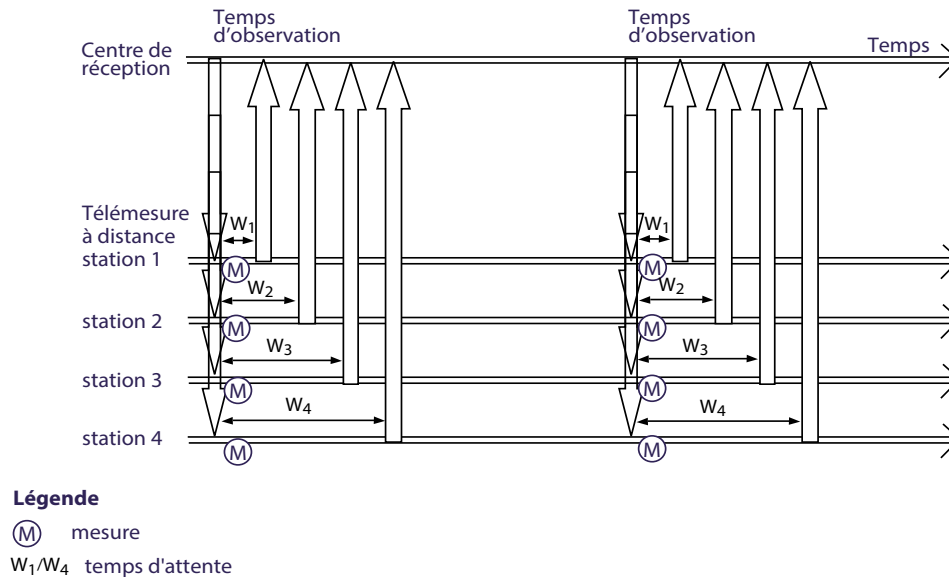 Temps
d'observation
Temps
d'observation
Centre de
réception
Temps
Télémesure
à distance
station 1
W₁
W₁
M
M
W₂
W₂
station 2
M
M
W₃
W₃
station 3
M
M
W₄
W₄
station 4
M
M
Légende
M mesure
W₁/W₄ temps d'attente